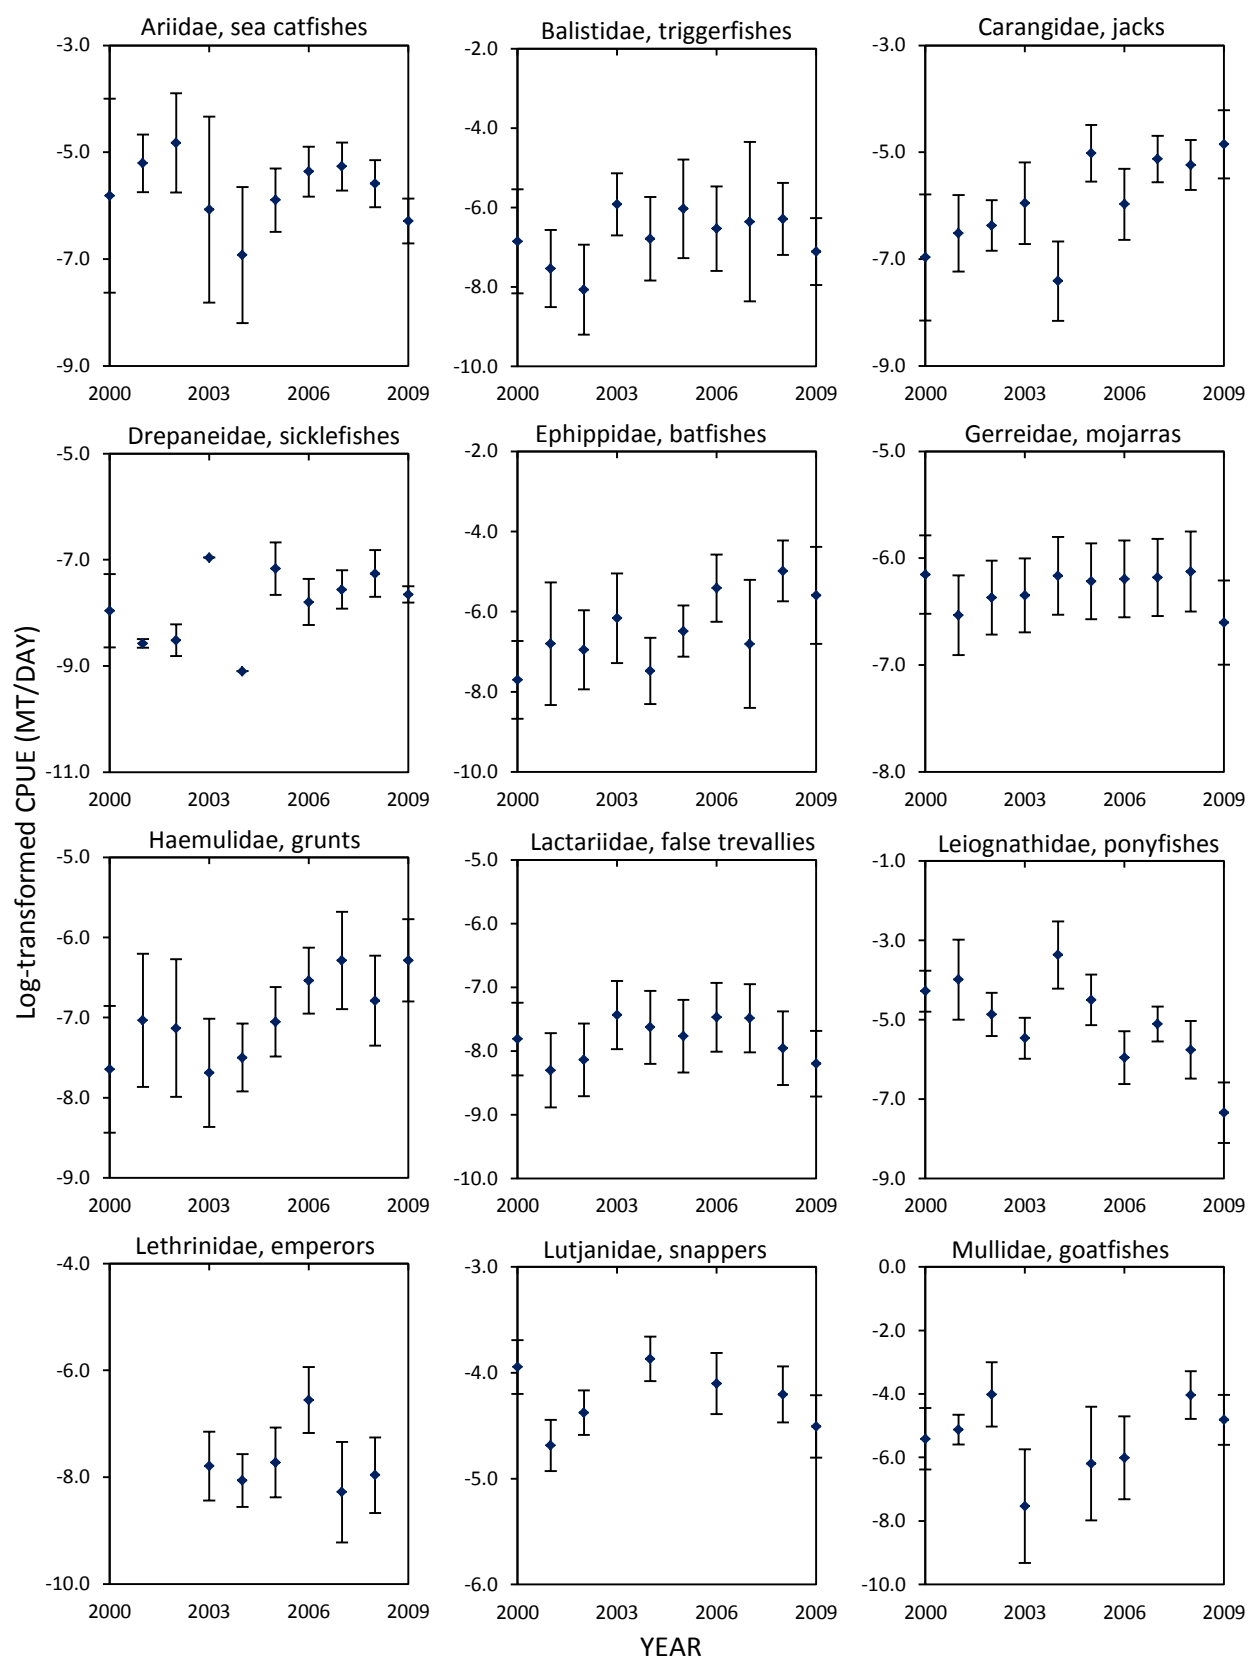 Ariidae, sea catfishes
-3.0
-5.0
-7.0
-9.0
2000 2003 2006 2009
Balistidae, triggerfishes
-2.0
-4.0
-6.0
-8.0
-10.0
2000 2003 2006 2009
Carangidae, jacks
-3.0
-5.0
-7.0
-9.0
2000 2003 2006 2009
Drepaneidae, sicklefishes
-5.0
-7.0
-9.0
-11.0
2000 2003 2006 2009
Ephippidae, batfishes
-2.0
-4.0
-6.0
-8.0
-10.0
2000 2003 2006 2009
Gerreidae, mojarras
-5.0
-6.0
-7.0
-8.0
2000 2003 2006 2009
Log-transformed CPUE (MT/DAY)
Haemulidae, grunts
-5.0
-6.0
-7.0
-8.0
-9.0
2000 2003 2006 2009
Lactariidae, false trevallies
-5.0
-6.0
-7.0
-8.0
-9.0
-10.0
2000 2003 2006 2009
Leiognathidae, ponyfishes
-1.0
-3.0
-5.0
-7.0
-9.0
2000 2003 2006 2009
Lethrinidae, emperors
-4.0
-6.0
-8.0
-10.0
2000 2003 2006 2009
Lutjanidae, snappers
-3.0
-4.0
-5.0
-6.0
2000 2003 2006 2009
Mullidae, goatfishes
0.0
-2.0
-4.0
-6.0
-8.0
-10.0
2000 2003 2006 2009
YEAR